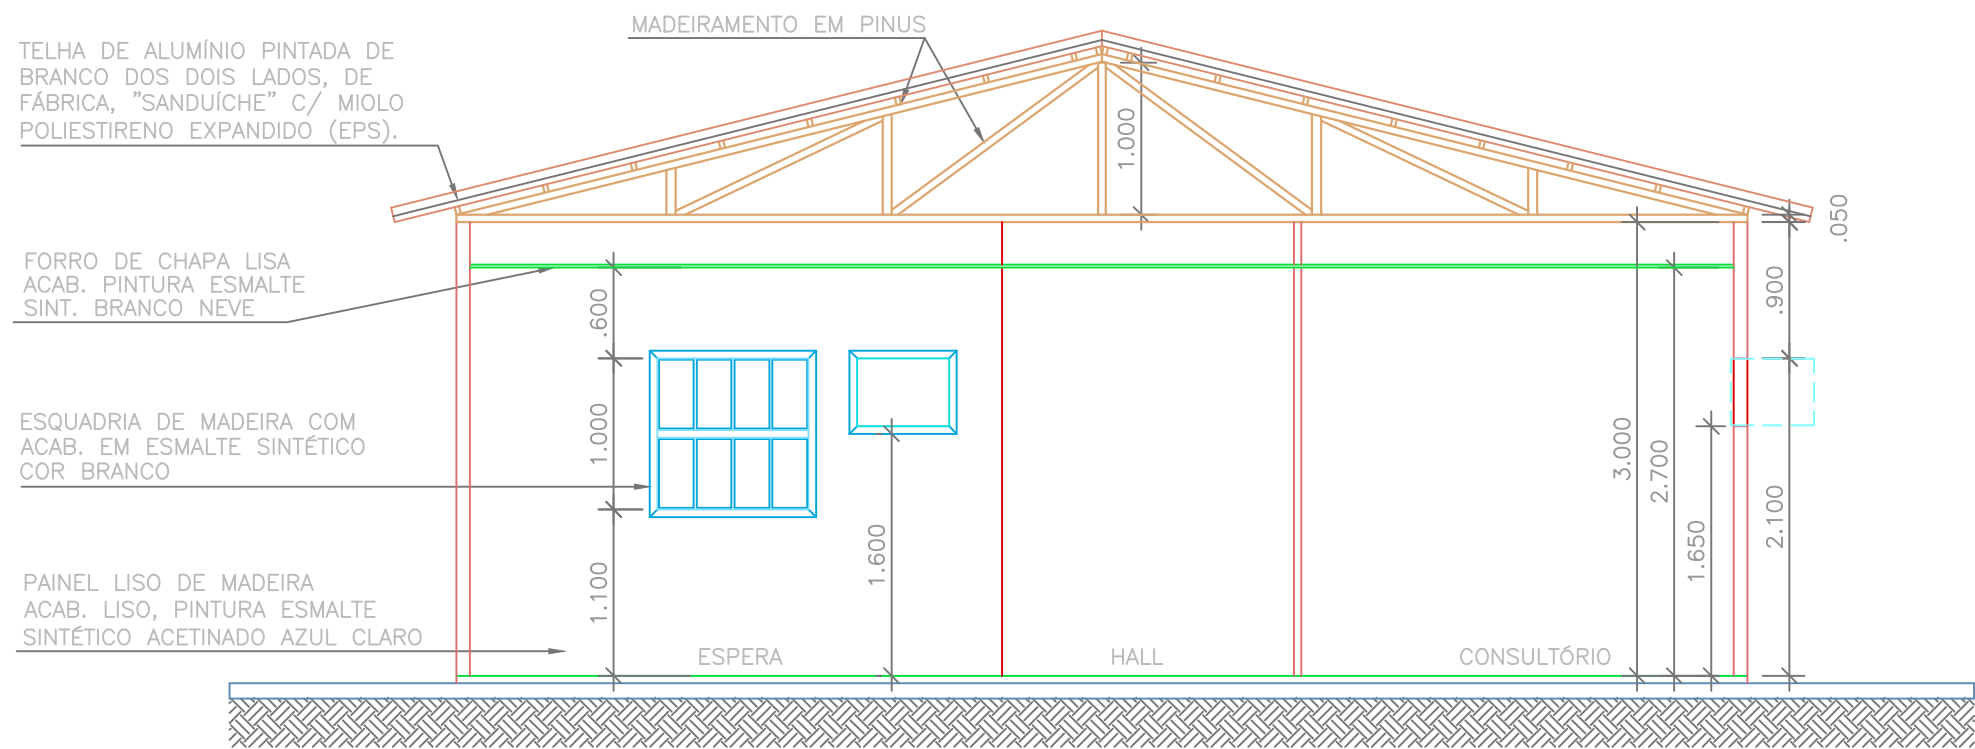 MADEIRAMENTO EM PINUS
TELHA DE ALUMÍNIO PINTADA DE
BRANCO DOS DOIS LADOS, DE
FÁBRICA, "SANDUÍCHE" C/ MIOLO
POLIESTIRENO EXPANDIDO (EPS).
1.000
.050
FORRO DE CHAPA LISA
ACAB. PINTURA ESMALTE
SINT. BRANCO NEVE
.600
.900
ESQUADRIA DE MADEIRA COM
ACAB. EM ESMALTE SINTÉTICO
COR BRANCO
1.000
3.000
2.700
1.650
2.100
1.600
1.100
PAINEL LISO DE MADEIRA
ACAB. LISO, PINTURA ESMALTE
SINTÉTICO ACETINADO AZUL CLARO
ESPERA
HALL
CONSULTÓRIO